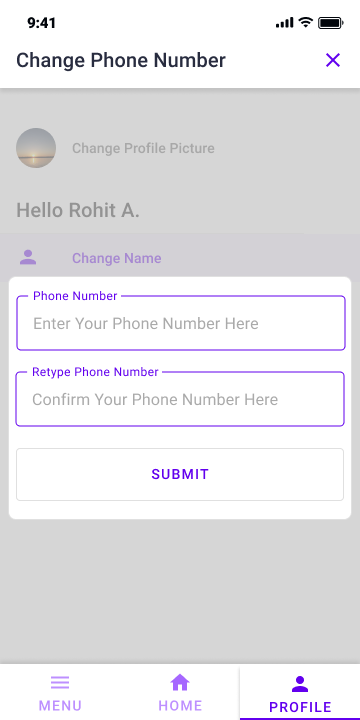 9:41
Change Phone Number
Change Profile Picture
Hello Rohit A.
Change Name
Phone Number
Enter Your Phone Number Here
Retype Phone Number
Confirm Your Phone Number Here
SUBMIT
MENU
HOME
PROFILE